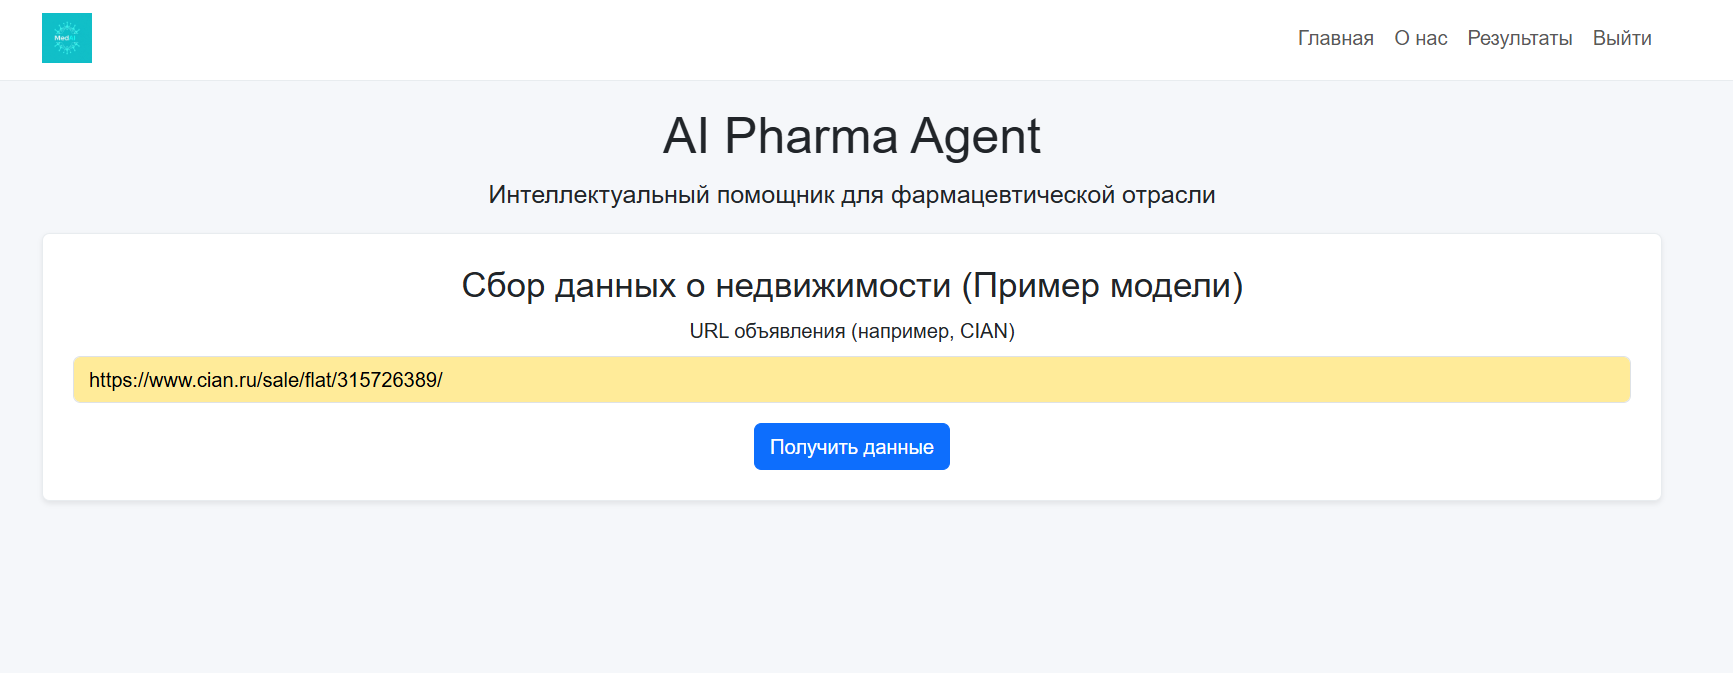 MedAI
Главная О нас Результаты Выйти
AI Pharma Agent
Интеллектуальный помощник для фармацевтической отрасли
Сбор данных о недвижимости (Пример модели)
URL объявления (например, CIAN)
https://www.cian.ru/sale/flat/315726389/
Получить данные